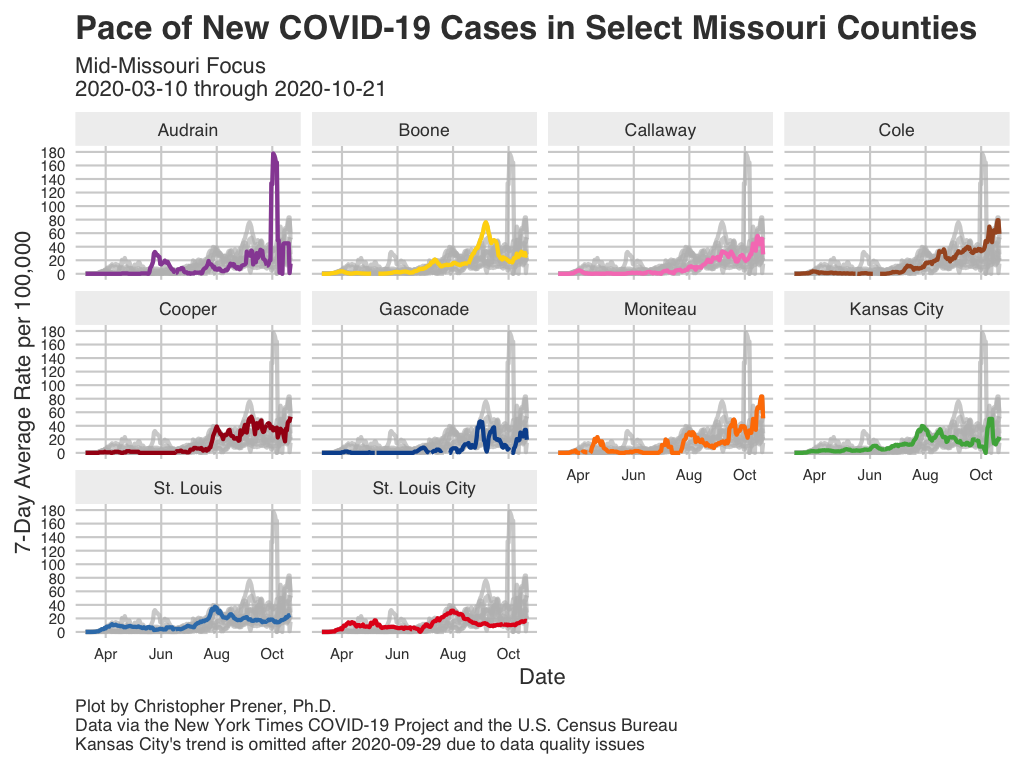 Pace of New COVID-19 Cases in Select Missouri Counties
Mid-Missouri Focus
2020-03-10 through 2020-10-21
Audrain
Boone
Callaway
Cole
180
160
140
120
100
80
60
40
20
0
Cooper
Gasconade
Moniteau
Kansas City
180
160
140
120
100
80
60
40
20
0
Apr Jun Aug Oct
Apr Jun Aug Oct
St. Louis
St. Louis City
180
160
140
120
100
80
60
40
20
0
Apr Jun Aug Oct
Apr Jun Aug Oct
7-Day Average Rate per 100,000
Date
Plot by Christopher Prener, Ph.D.
Data via the New York Times COVID-19 Project and the U.S. Census Bureau
Kansas City's trend is omitted after 2020-09-29 due to data quality issues